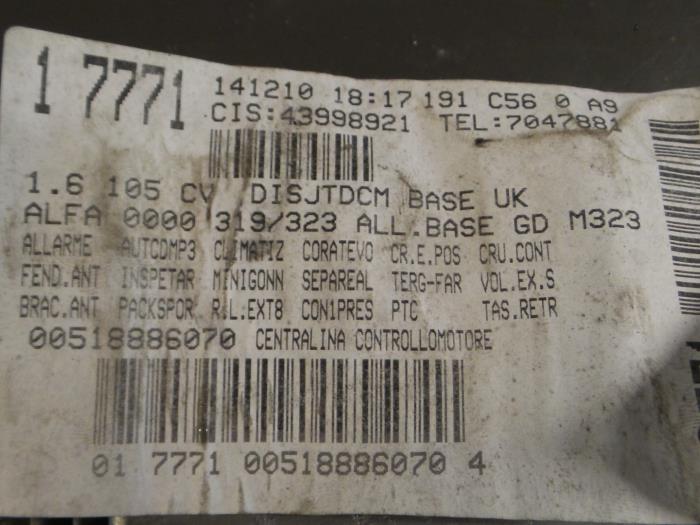 1 7771
141210 18:17 191 C56 0 A9
CIS:43998921 TEL:7047881
1.6 105 CV DISJTDCM BASE UK
ALFA 0000 319/323 ALL.BASE GD M323
ALLARME AUTCDMP3 CLIMATIZ CORATEVO CR.E.POS CRU.CONT
FEND.ANT INSPETAR MINIGONN SEPAREAL TERG-FAR VOL.EX.S
BRAC.ANT PACKSPOR R.L.EXT8 CON1PRES PTC TAS.RETR
00518886070 CENTRALINA CONTROLLOMOTORE
01 7771 00518886070 4